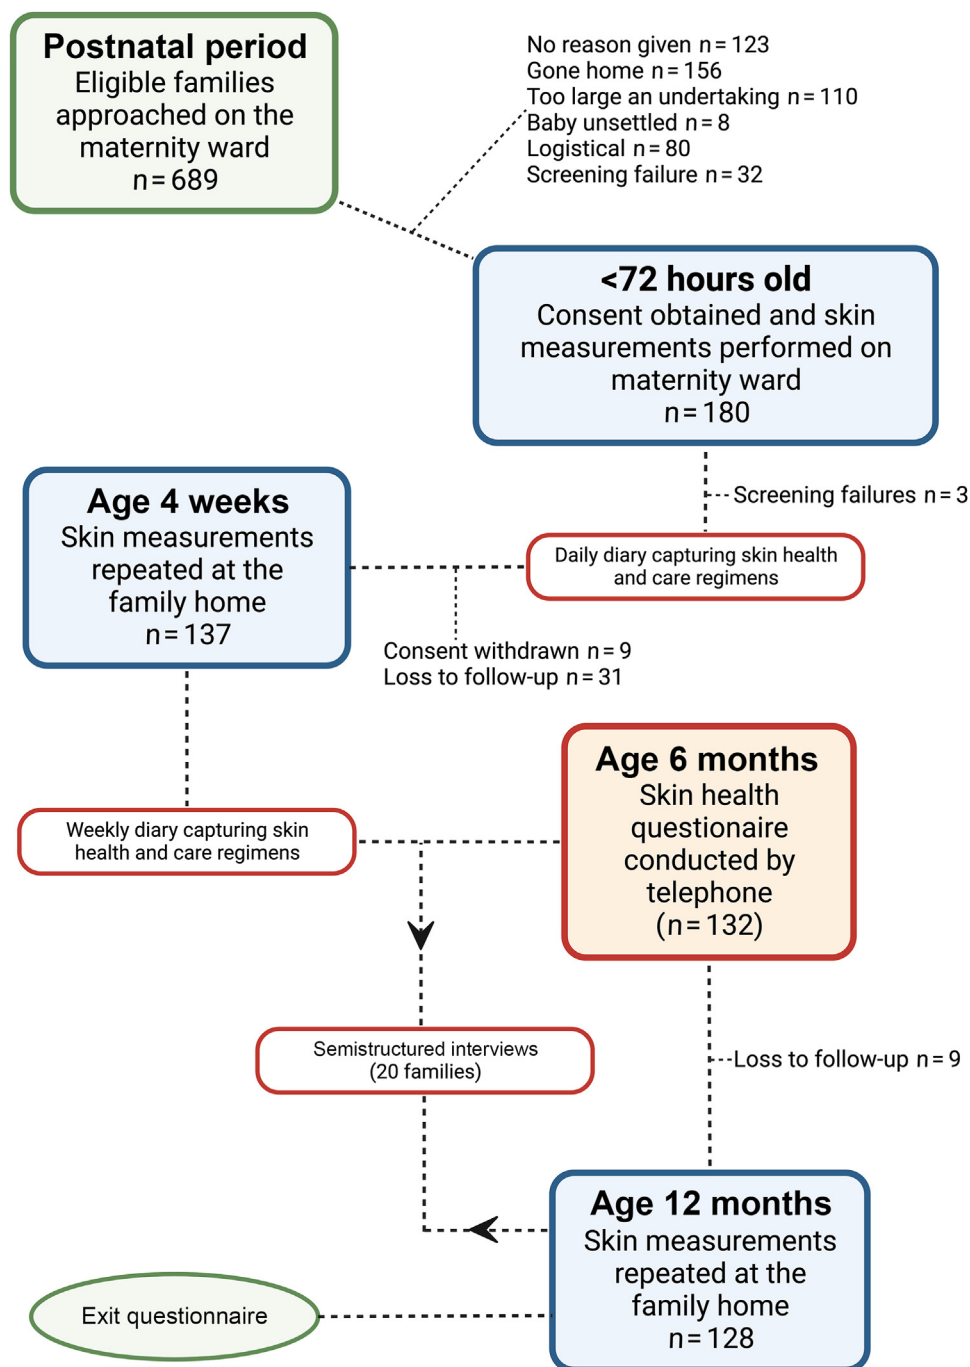 Postnatal period
Eligible families
approached on the
maternity ward
n=689
No reason given n=123
Gone home n=156
Too large an undertaking n=110
Baby unsettled n=8
Logistical n=80
Screening failure n=32
<72 hours old
Consent obtained and skin
measurements performed on
maternity ward
n=180
Screening failures n=3
Daily diary capturing skin health
and care regimens
Age 4 weeks
Skin measurements
repeated at the
family home
n=137
Consent withdrawn n=9
Loss to follow-up n=31
Weekly diary capturing skin
health and care regimens
Age 6 months
Skin health
questionaire
conducted by
telephone
(n=132)
Semistructured interviews
(20 families)
Loss to follow-up n=9
Age 12 months
Skin measurements
repeated at the
family home
n=128
Exit questionnaire